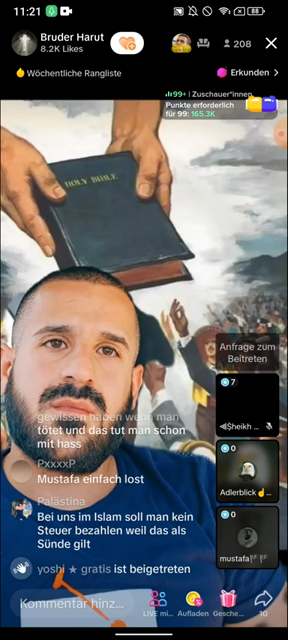 11:21
88
Bruder Harut
8.2K Likes
208
Wöchentliche Rangliste
Erkunden >
99+ | Zuschauer*innen
Punkte erforderlich
für 99: 165.3K
HOLY BIBLE
Anfrage zum
Beitreten
7
Sheikh ...
0
Adlerblick
0
mustafa
gewissen haben wenn man
tötet und das tut man schon
mit hass
PxxxxP
Mustafa einfach lost
Palästina
Bei uns im Islam soll man kein
Steuer bezahlen weil das als
Sünde gilt
yoshi ★ gratis ist beigetreten
Kommentar hinz...
LIVE mi...
Aufladen
Gesche...
10